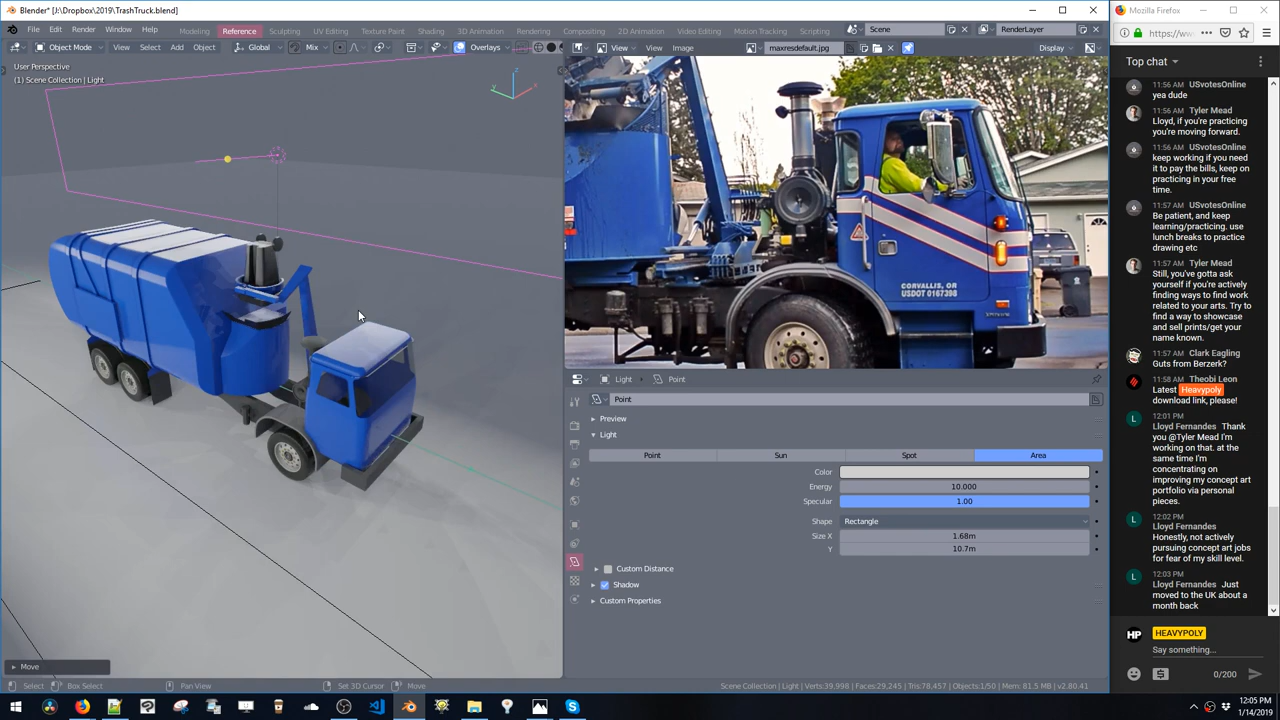 Blender* [J:\Dropbox\2019\TrashTruck.blend]
File
Edit
Render
Window
Help
Modeling
Reference
Rendering
UV Editing
Texture Paint
Shading
2D Animation
Rendering
Compositing
Motion Tracking
Video Editing
Scripting
Scene
RenderLayer
Object Mode
View
Select
Add
Object
Global
Mix
Overlays
View
View
Image
maxresdefault.jpg
Display
User Perspective
(1) Scene Collection | Light
CORVALLIS, OR
USDOT 0167398
Light
Point
Point
Preview
Light
Point
Sun
Spot
Area
Color
Energy
10.000
Specular
1.00
Shape
Rectangle
Size X
1.68m
Y
10.7m
Custom Distance
Shadow
Custom Properties
Move
Select
Box Select
Pan View
Set 3D Cursor
Move
Scene Collection | Light | Verts:39,998 | Faces:29,245 | Tris:78,457 | Objects:1/50 | Mem: 81.5 MB | v2.80.41
Mozilla Firefox
https://ww
Top chat
11:56 AM USvotesOnline
yea dude
11:56 AM Tyler Mead
Lloyd, if you're practicing
you're moving forward.
11:56 AM USvotesOnline
keep working if you need
it to pay the bills, keep on
practicing in your free
time.
11:57 AM USvotesOnline
Be patient, and keep
learning/practicing. use
lunch breaks to practice
drawing etc
11:57 AM Tyler Mead
Still, you've gotta ask
yourself if you're actively
finding ways to find work
related to your arts. Try to
find a way to showcase
and sell prints/get your
name known.
11:57 AM Clark Eagling
Guts from Berzerk?
11:58 AM Theobi Leon
Latest Heavypoly
download link, please!
12:01 PM
Lloyd Fernandes Thank
you @Tyler Mead I'm
working on that. at the
same time I'm
concentrating on
improving my concept art
portfolio via personal
pieces.
12:02 PM
Lloyd Fernandes
Honestly, not actively
pursuing concept art jobs
for fear of my skill level.
12:03 PM
Lloyd Fernandes Just
moved to the UK about a
month back
HP
HEAVYPOLY
Say something...
0/200
12:05 PM
1/14/2019